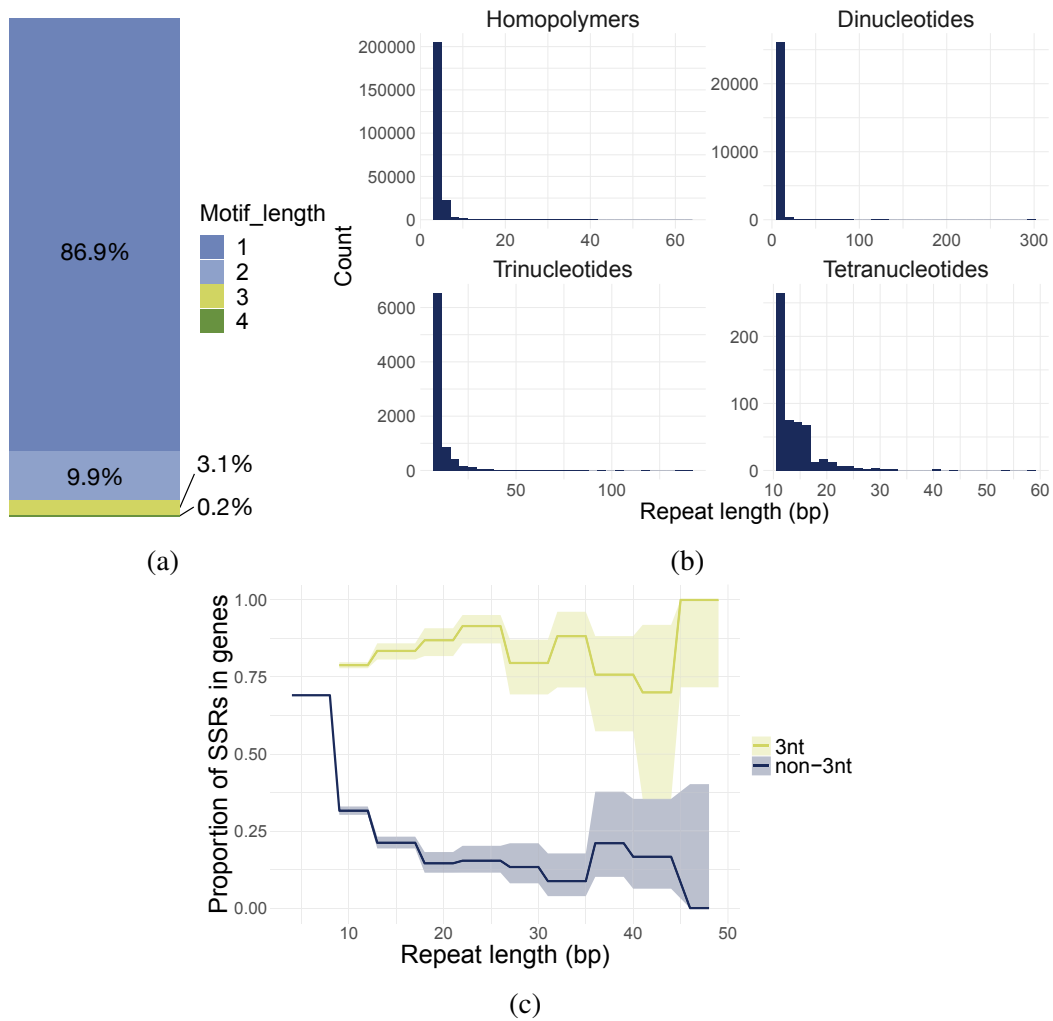 86.9%
9.9%
3.1%
0.2%
Motif_length
1
2
3
4
(a)
Homopolymers
200000
150000
100000
50000
0
0 20 40 60
Dinucleotides
20000
10000
0
0 100 200 300
Count
Trinucleotides
6000
4000
2000
0
50 100
Tetranucleotides
200
100
0
10 20 30 40 50 60
Repeat length (bp)
(b)
Proportion of SSRs in genes
1.00
0.75
0.50
0.25
0.00
10 20 30 40 50
Repeat length (bp)
3nt
non−3nt
(c)